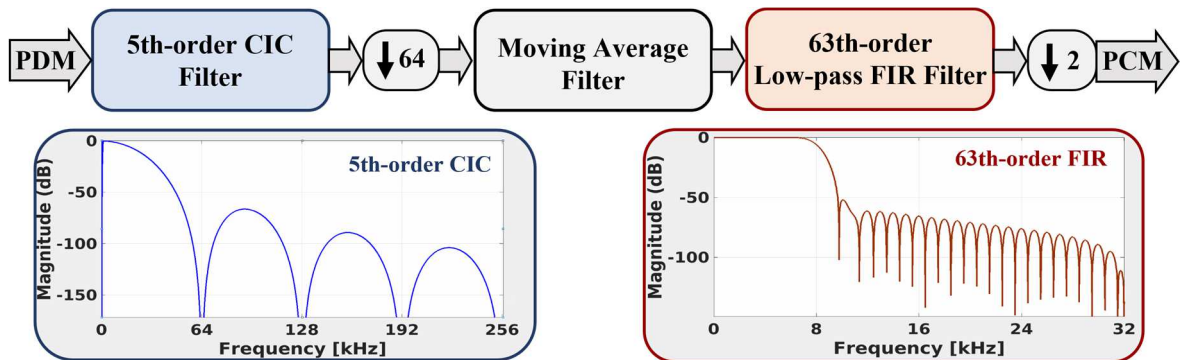 PDM
5th-order CIC
Filter
64
Moving Average
Filter
63th-order
Low-pass FIR Filter
2
PCM
5th-order CIC
Magnitude (dB)
0
-50
-100
-150
0
64
128
192
256
Frequency [kHz]
63th-order FIR
Magnitude (dB)
0
-50
-100
0
8
16
24
32
Frequency [kHz]